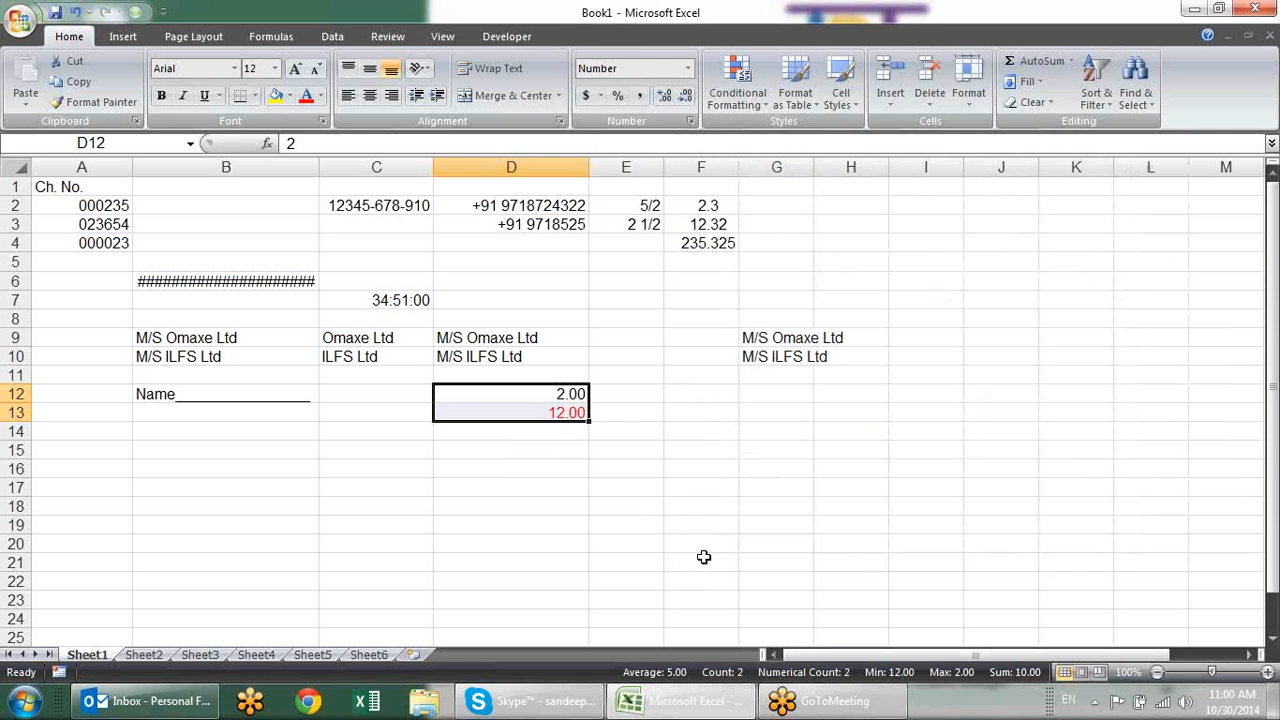 Book1 - Microsoft Excel
Home Insert Page Layout Formulas Data Review View Developer
Paste Cut Copy Format Painter Clipboard
Arial 12 A A B I U A Font
Wrap Text Merge & Center Alignment
Number $ % , .0 .00 .00 .0 Number
Conditional Formatting Format as Table Cell Styles Styles
Insert Delete Format Cells
Σ AutoSum Fill Clear Sort & Filter Find & Select Editing
D12 fx 2
A B C D E F G H I J K L M
1 Ch. No.
2 000235 12345-678-910 +91 9718724322 5/2 2.3
3 023654 +91 9718525 2 1/2 12.32
4 000023 235.325
5
6 #####################
7 34:51:00
8
9 M/S Omaxe Ltd Omaxe Ltd M/S Omaxe Ltd M/S Omaxe Ltd
10 M/S ILFS Ltd ILFS Ltd M/S ILFS Ltd M/S ILFS Ltd
11
12 Name________________ 2.00
13 12.00
14
15
16
17
18
19
20
21
22
23
24
25
Sheet1 Sheet2 Sheet3 Sheet4 Sheet5 Sheet6
Ready Average: 5.00 Count: 2 Numerical Count: 2 Min: 12.00 Max: 2.00 Sum: 10.00 100%
Inbox - Personal F... Skype™ - sandeep... Microsoft Excel - ... GoToMeeting EN 11:00 AM
10/30/2014